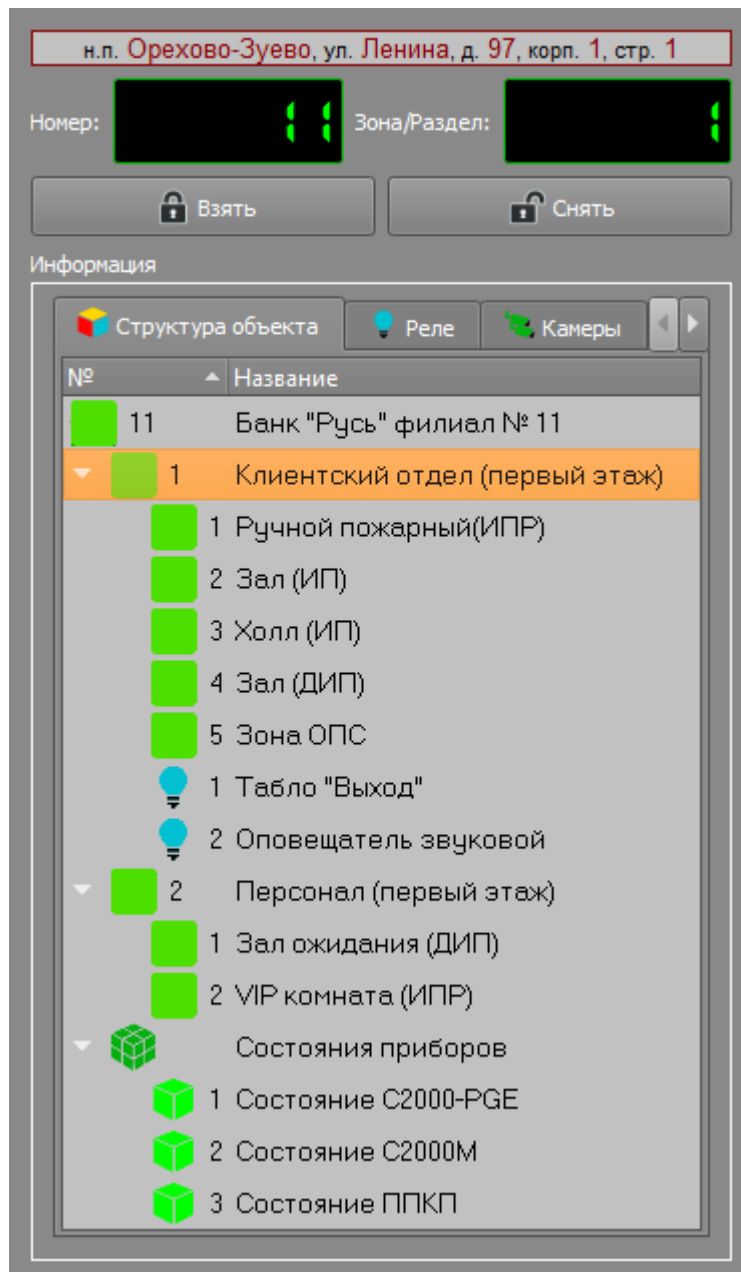 н.п. Орехово-Зуево, ул. Ленина, д. 97, корп. 1, стр. 1
Номер: 11 Зона/Раздел: 1
Взять Снять
Информация
Структура объекта Реле Камеры
№ Название
11 Банк "Русь" филиал № 11
1 Клиентский отдел (первый этаж)
1 Ручной пожарный(ИПР)
2 Зал (ИП)
3 Холл (ИП)
4 Зал (ДИП)
5 Зона ОПС
1 Табло "Выход"
2 Оповещатель звуковой
2 Персонал (первый этаж)
1 Зал ожидания (ДИП)
2 VIP комната (ИПР)
Состояния приборов
1 Состояние С2000-PGE
2 Состояние С2000М
3 Состояние ППКП